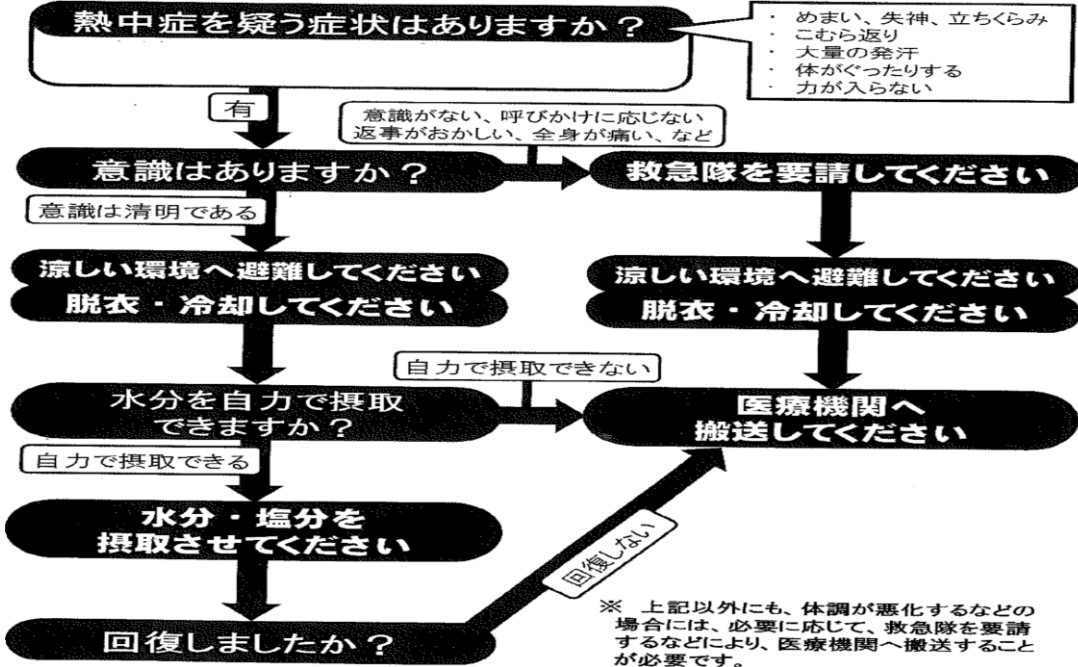 熱中症を疑う症状はありますか？
・ めまい、失神、立ちくらみ
・ こむら返り
・ 大量の発汗
・ 体がぐったりする
・ 力が入らない
有
意識がない、呼びかけに応じない
返事がおかしい、全身が痛い、など
意識はありますか？
救急隊を要請してください
意識は清明である
涼しい環境へ避難してください
脱衣・冷却してください
涼しい環境へ避難してください
脱衣・冷却してください
自力で摂取できない
水分を自力で摂取
できますか？
医療機関へ
搬送してください
自力で摂取できる
水分・塩分を
摂取させてください
回復しない
回復しましたか？
※ 上記以外にも、体調が悪化するなどの
場合には、必要に応じて、救急隊を要請
するなどにより、医療機関へ搬送すること
が必要です。